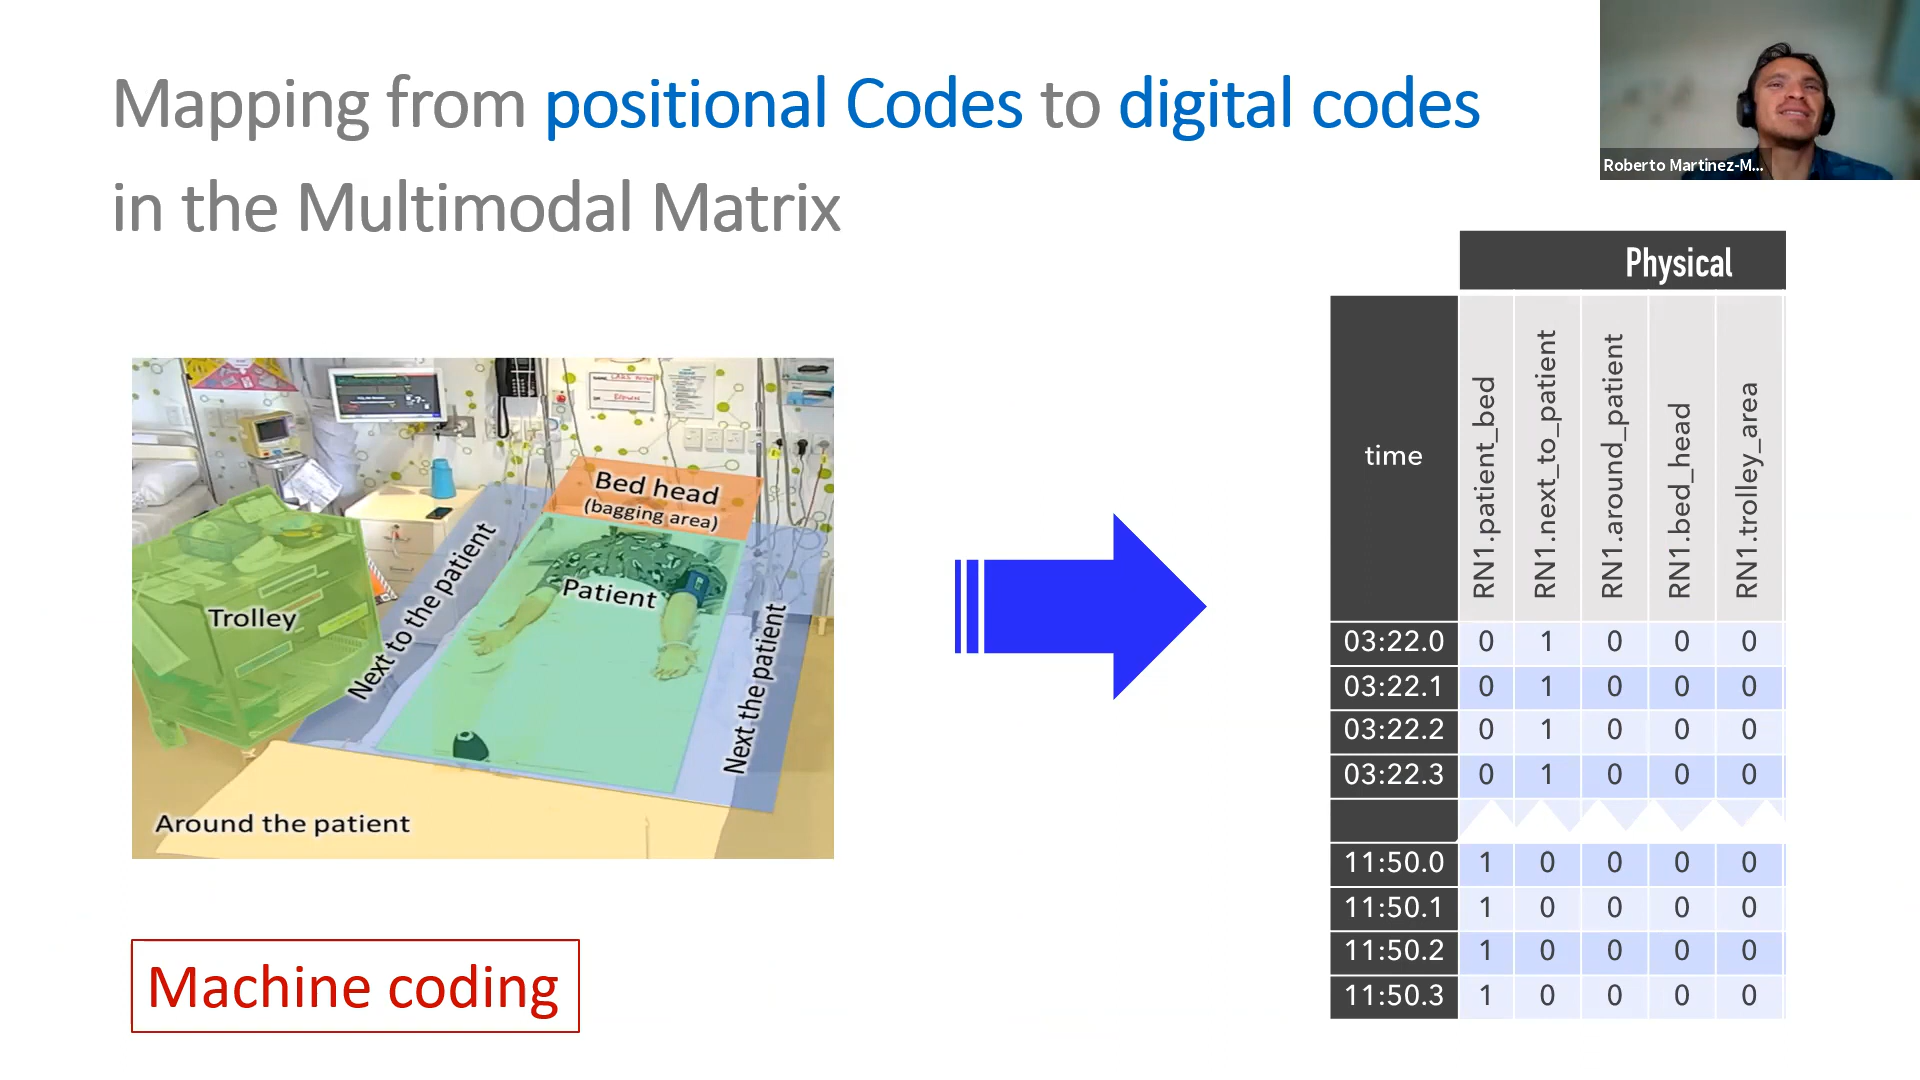 Mapping from positional Codes to digital codes
in the Multimodal Matrix
Roberto Martinez-M...
Bed head
(bagging area)
Patient
Trolley
Next to the patient
Next the patient
Around the patient
Machine coding
Physical
time RN1.patient_bed RN1.next_to_patient RN1.around_patient RN1.bed_head RN1.trolley_area
03:22.0 0 1 0 0 0
03:22.1 0 1 0 0 0
03:22.2 0 1 0 0 0
03:22.3 0 1 0 0 0
11:50.0 1 0 0 0 0
11:50.1 1 0 0 0 0
11:50.2 1 0 0 0 0
11:50.3 1 0 0 0 0